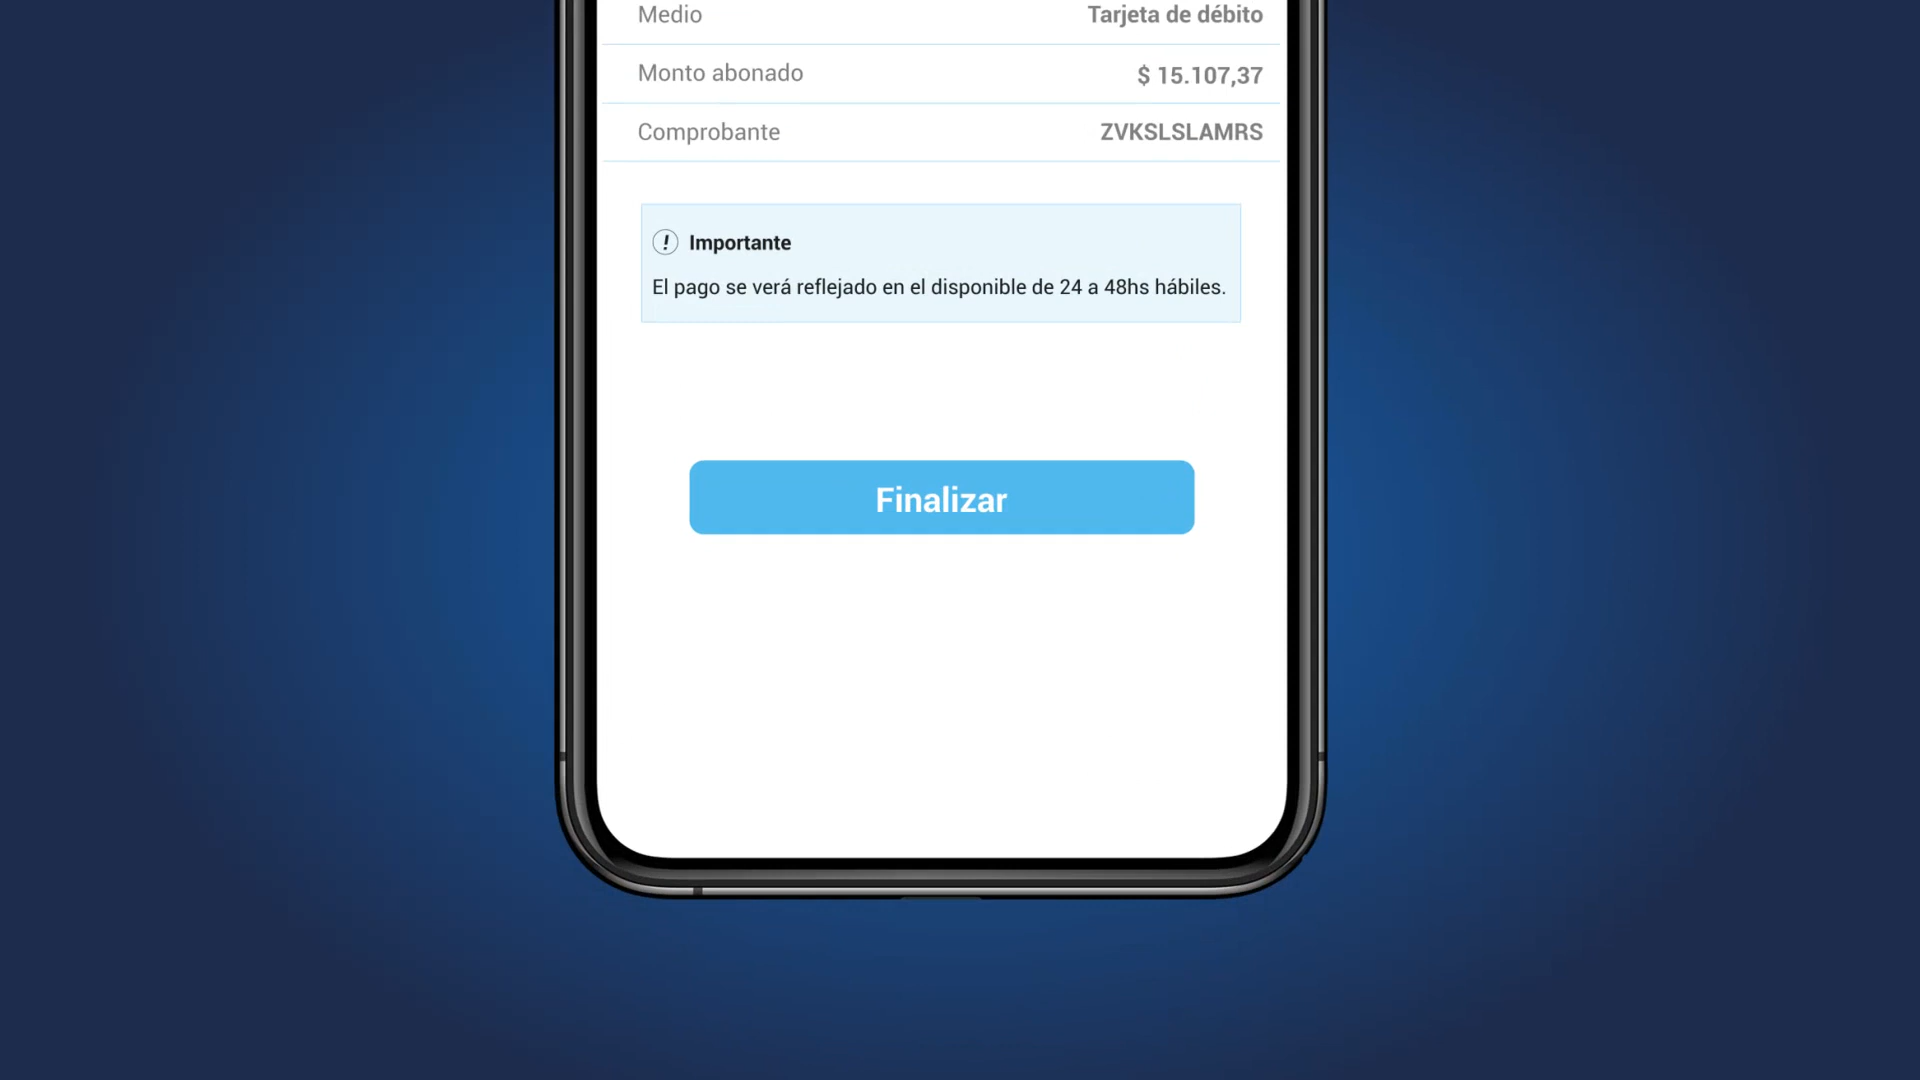 Medio Tarjeta de débito
Monto abonado $ 15.107,37
Comprobante ZVKSLSLAMRS
! Importante
El pago se verá reflejado en el disponible de 24 a 48hs hábiles.
Finalizar